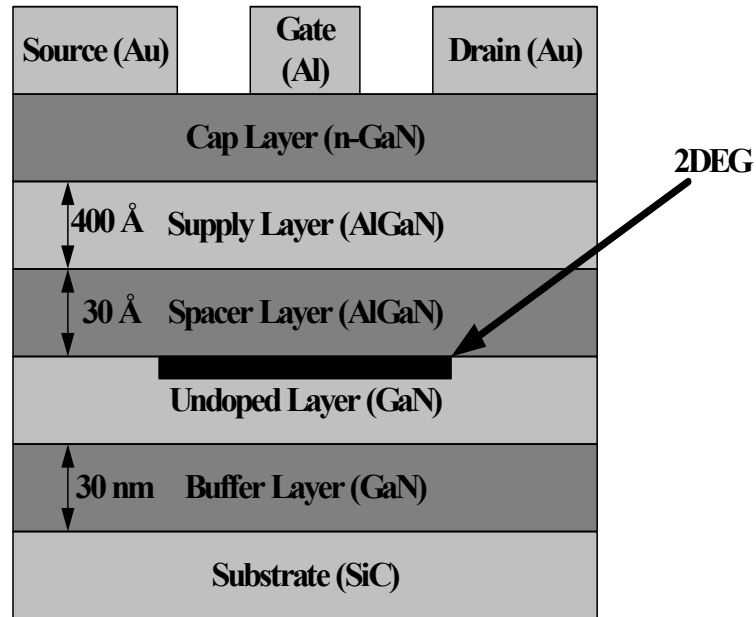 Source (Au)
Gate
(Al)
Drain (Au)
Cap Layer (n-GaN)
2DEG
400 Å
Supply Layer (AlGaN)
30 Å
Spacer Layer (AlGaN)
Undoped Layer (GaN)
30 nm
Buffer Layer (GaN)
Substrate (SiC)